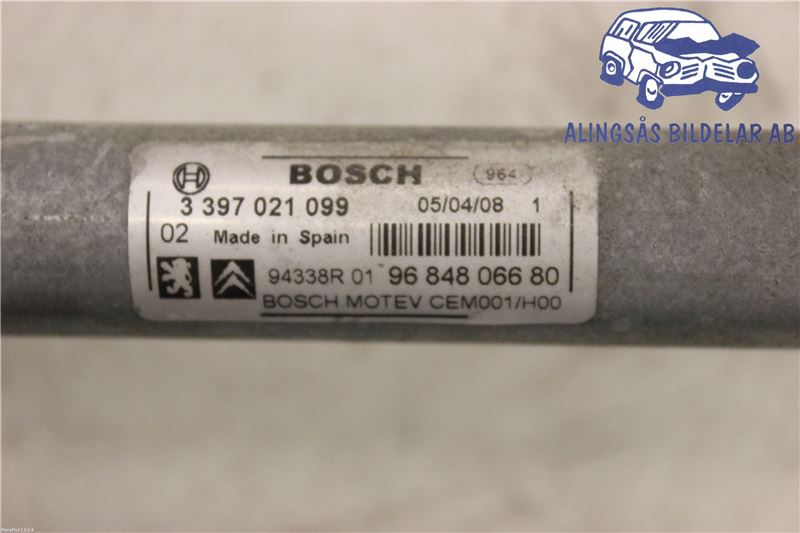 ALINGSÅS BILDELAR AB
BOSCH 964
3 397 021 099 05/04/08 1
02 Made in Spain
94338R 01 96 848 066 80
BOSCH MOTEV CEM001/H00